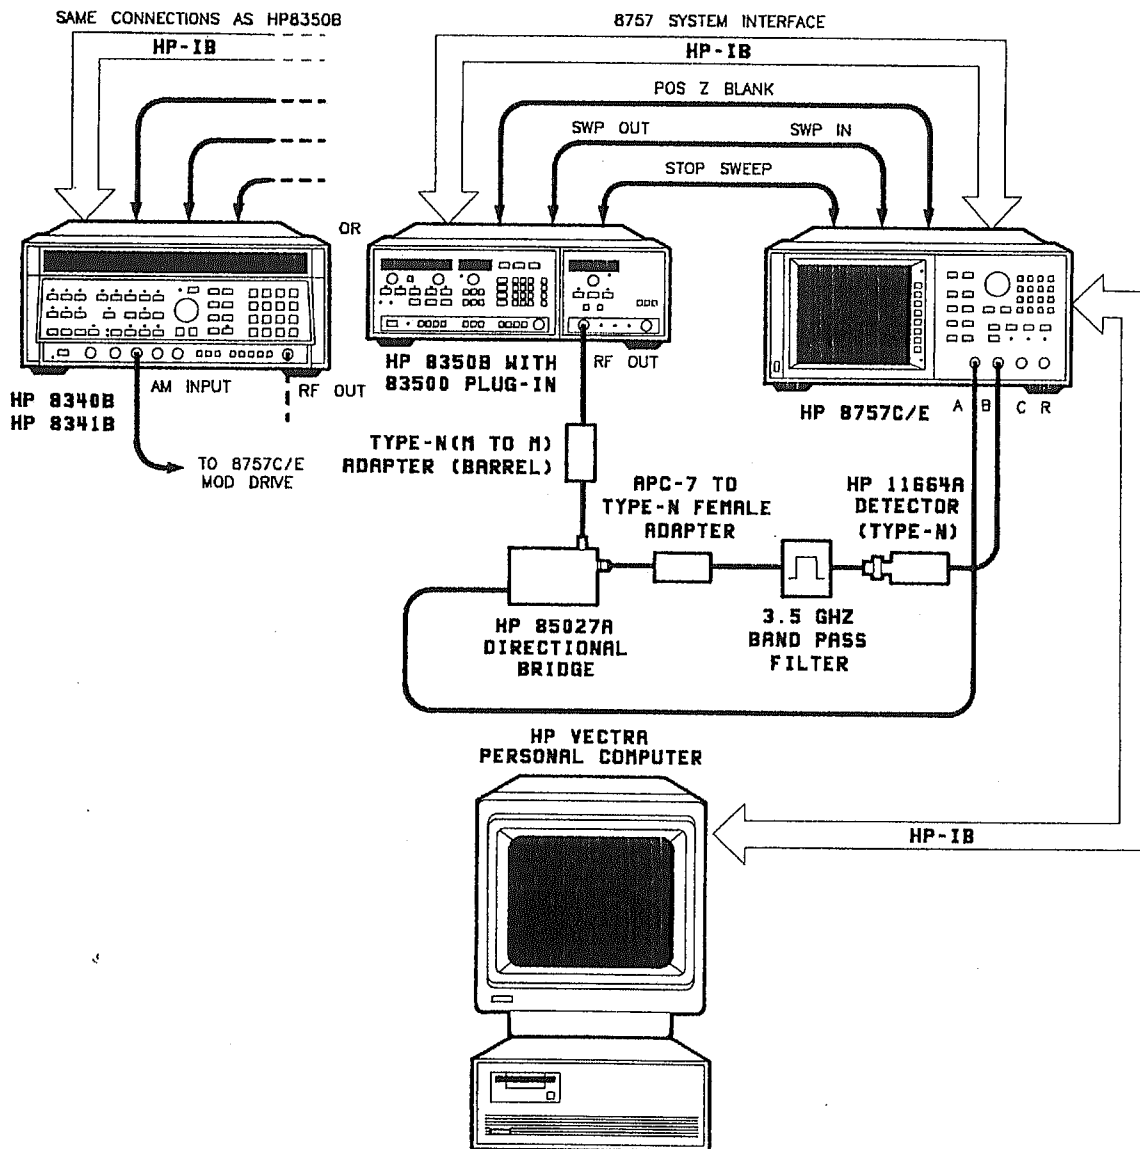 SAME CONNECTIONS AS HP8350B
HP-IB
8757 SYSTEM INTERFACE
HP-IB
POS Z BLANK
SWP OUT
SWP IN
STOP SWEEP
OR
AM INPUT
RF OUT
HP 8340B
HP 8341B
TO 8757C/E
MOD DRIVE
HP 8350B WITH
83500 PLUG-IN
RF OUT
HP 8757C/E
A B C R
TYPE-N(M TO M)
ADAPTER (BARREL)
APC-7 TO
TYPE-N FEMALE
ADAPTER
HP 11664A
DETECTOR
(TYPE-N)
HP 85027A
DIRECTIONAL
BRIDGE
3.5 GHZ
BAND PASS
FILTER
HP VECTRA
PERSONAL COMPUTER
HP-IB